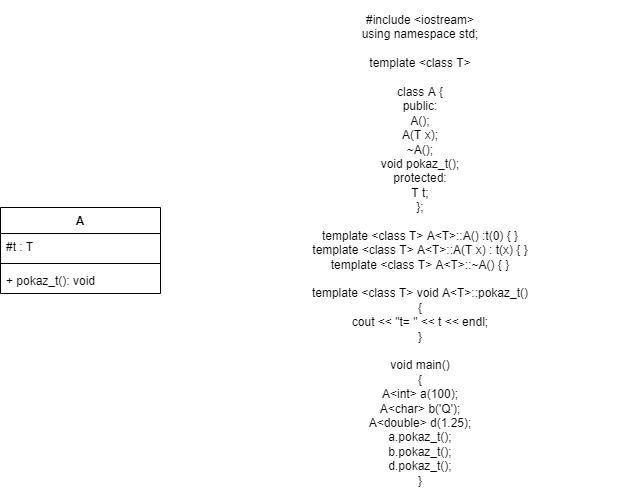 A
#t : T
+ pokaz_t(): void
#include <iostream>
using namespace std;
template <class T>
class A {
public:
A();
A(T x);
~A();
void pokaz_t();
protected:
T t;
};
template <class T> A<T>::A() :t(0) { }
template <class T> A<T>::A(T x) : t(x) { }
template <class T> A<T>::~A() { }
template <class T> void A<T>::pokaz_t()
{
cout << "t= " << t << endl;
}
void main()
{
A<int> a(100);
A<char> b('Q');
A<double> d(1.25);
a.pokaz_t();
b.pokaz_t();
d.pokaz_t();
}